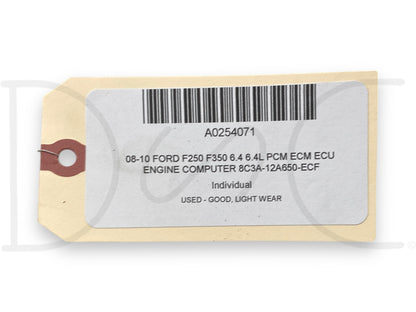 A0254071
08-10 FORD F250 F350 6.4 6.4L PCM ECM ECU
ENGINE COMPUTER 8C3A-12A650-ECF
Individual
USED - GOOD, LIGHT WEAR